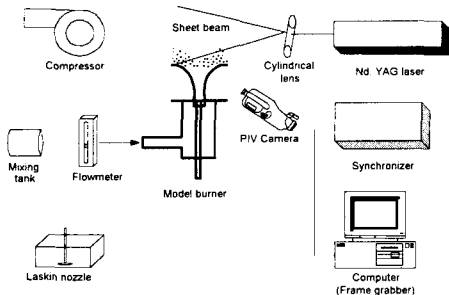 Sheet beam
Compressor
Cylindrical
lens
Nd. YAG laser
PIV Camera
Mixing
tank
Flowmeter
Model burner
Synchronizer
Laskin nozzle
Computer
(Frame grabber)